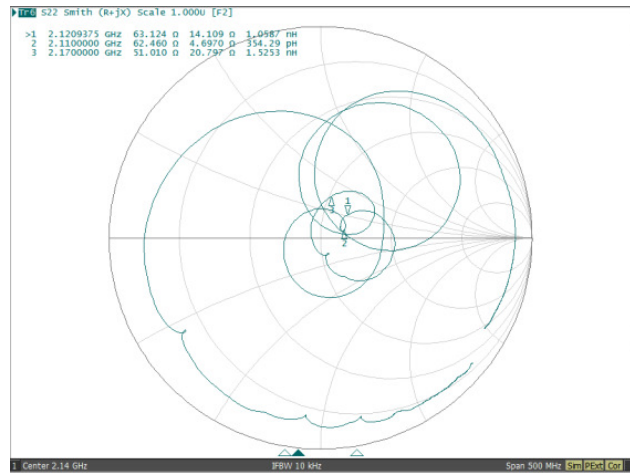 Tr6 S22 Smith (R+jX) Scale 1.000U [F2]
>1 2.1209375 GHz 63.124 Ω 14.109 Ω 1.0587 nH
2 2.1100000 GHz 62.460 Ω 4.6970 Ω 354.29 pH
3 2.1700000 GHz 51.010 Ω 20.797 Ω 1.5253 nH
1
3
2
1 Center 2.14 GHz IFBW 10 kHz Span 500 MHz Sim PExt Cor